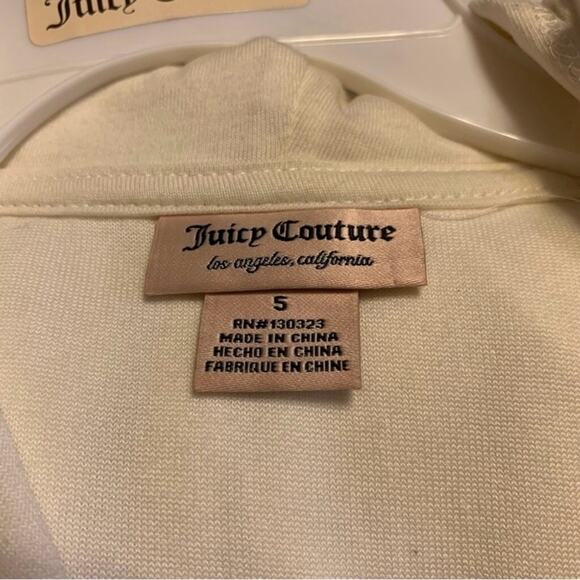 Juicy Couture
Juicy Couture
los angeles, california
5
RN#130323
MADE IN CHINA
HECHO EN CHINA
FABRIQUE EN CHINE